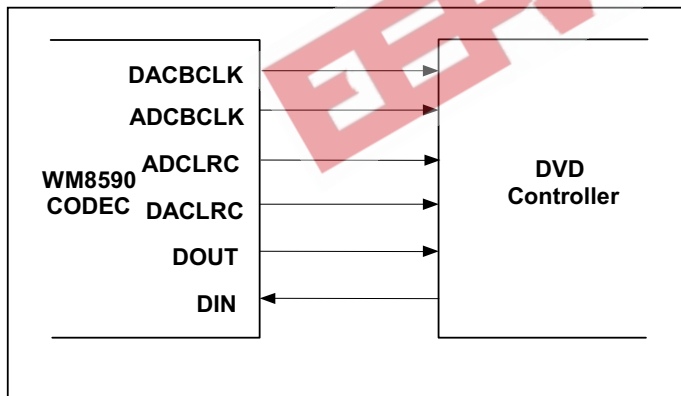 DACBCLK
ADCBCLK
ADCLRC
WM8590
CODEC
DACLRC
DOUT
DIN
DVD
Controller